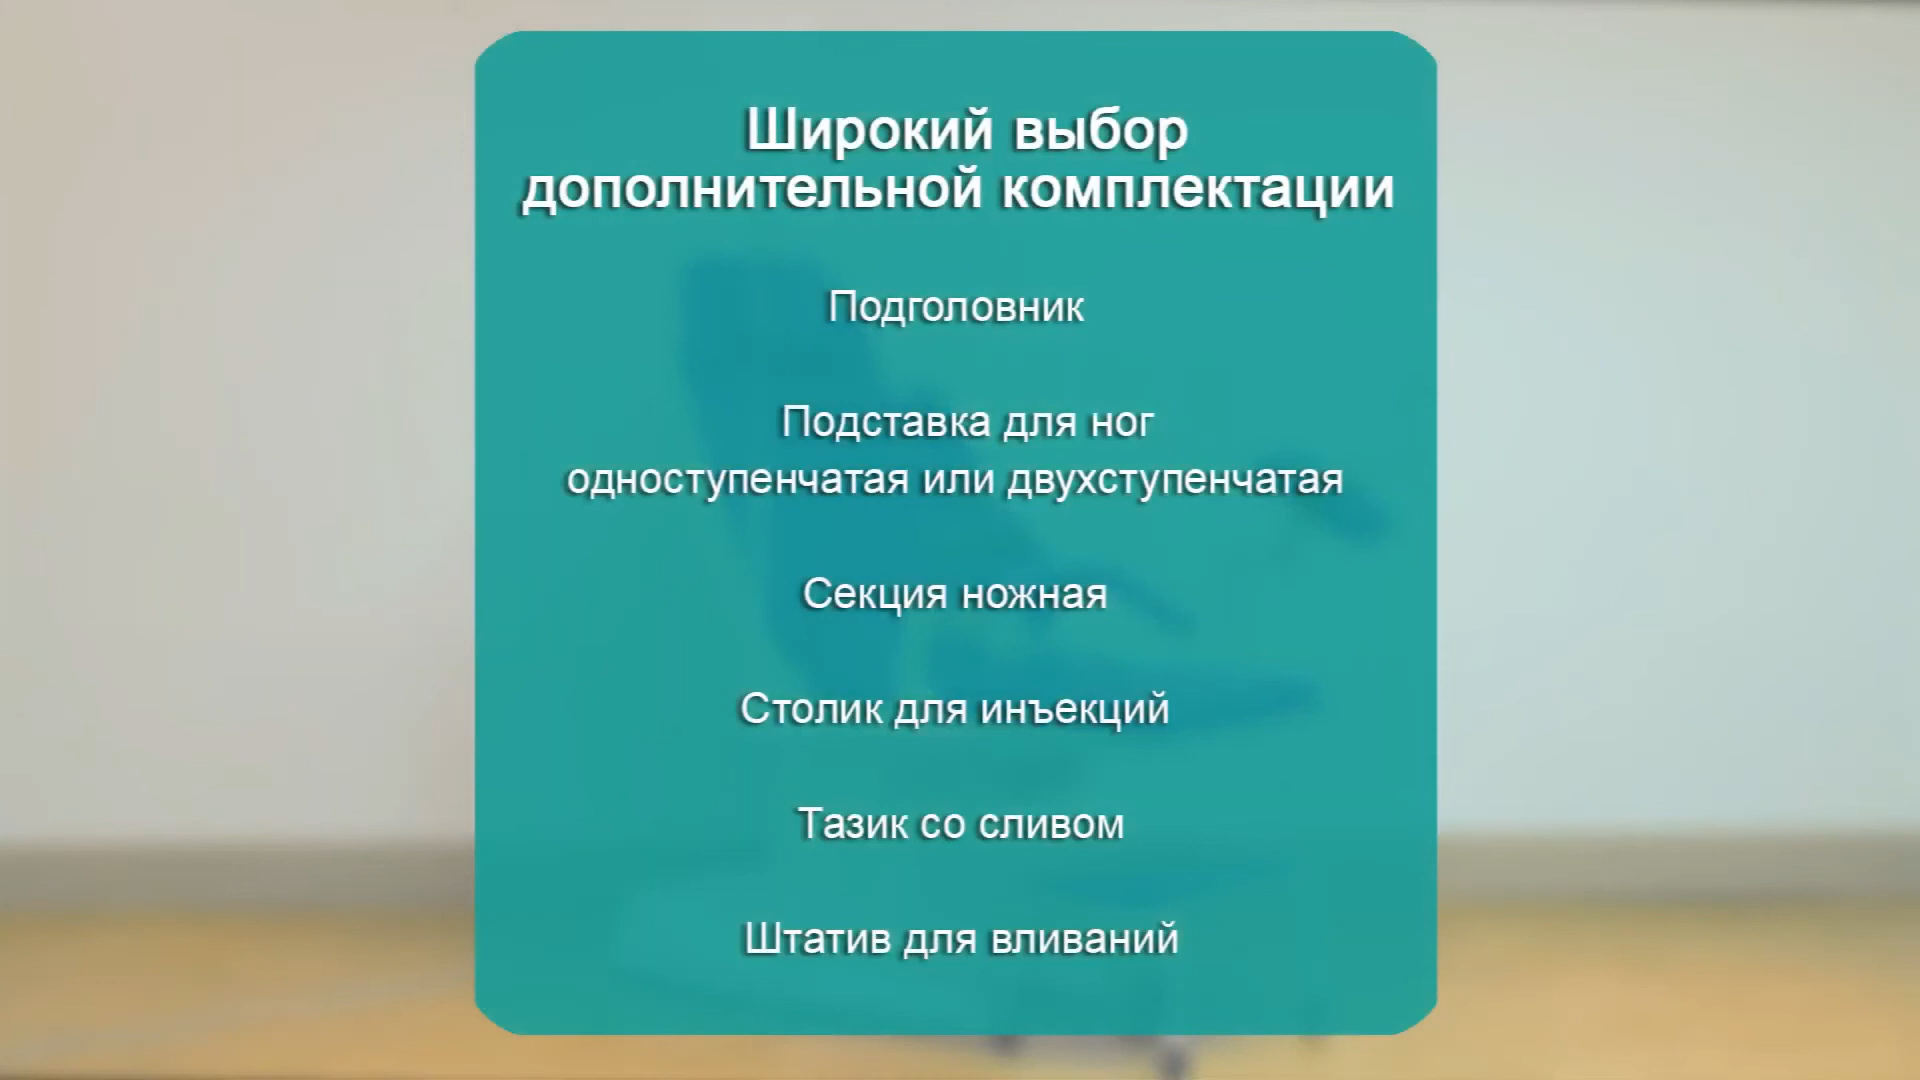 Широкий выбор
дополнительной комплектации
Подголовник
Подставка для ног
одноступенчатая или двухступенчатая
Секция ножная
Столик для инъекций
Тазик со сливом
Штатив для вливаний